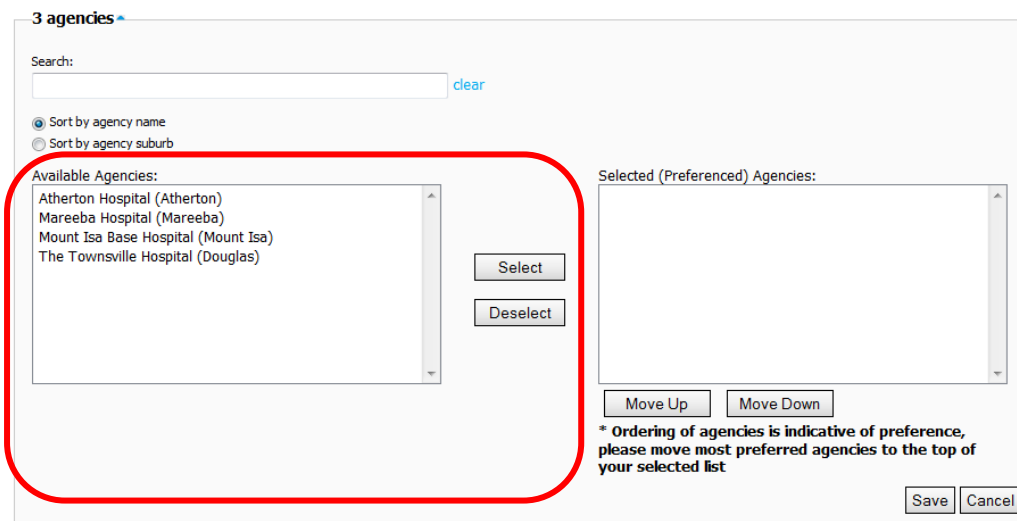 3 agencies
Search:
clear
Sort by agency name
Sort by agency suburb
Available Agencies:
Atherton Hospital (Atherton)
Mareeba Hospital (Mareeba)
Mount Isa Base Hospital (Mount Isa)
The Townsville Hospital (Douglas)
Select
Deselect
Selected (Preferenced) Agencies:
Move Up Move Down
* Ordering of agencies is indicative of preference,
please move most preferred agencies to the top of
your selected list
Save Cancel